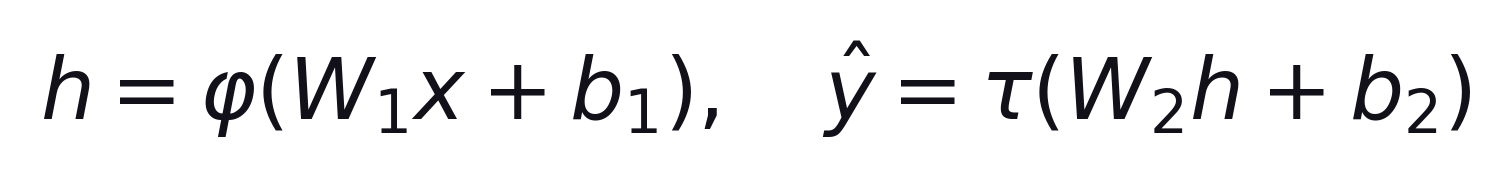 h = φ(W₁x + b₁),   ŷ = τ(W₂h + b₂)